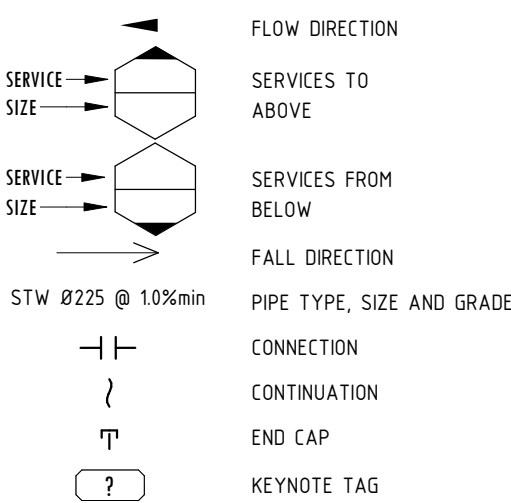 FLOW DIRECTION
SERVICE
SERVICES TO
SIZE
ABOVE
SERVICE
SERVICES FROM
SIZE
BELOW
FALL DIRECTION
STW Ø225 @ 1.0%min
PIPE TYPE, SIZE AND GRADE
CONNECTION
CONTINUATION
END CAP
?
KEYNOTE TAG